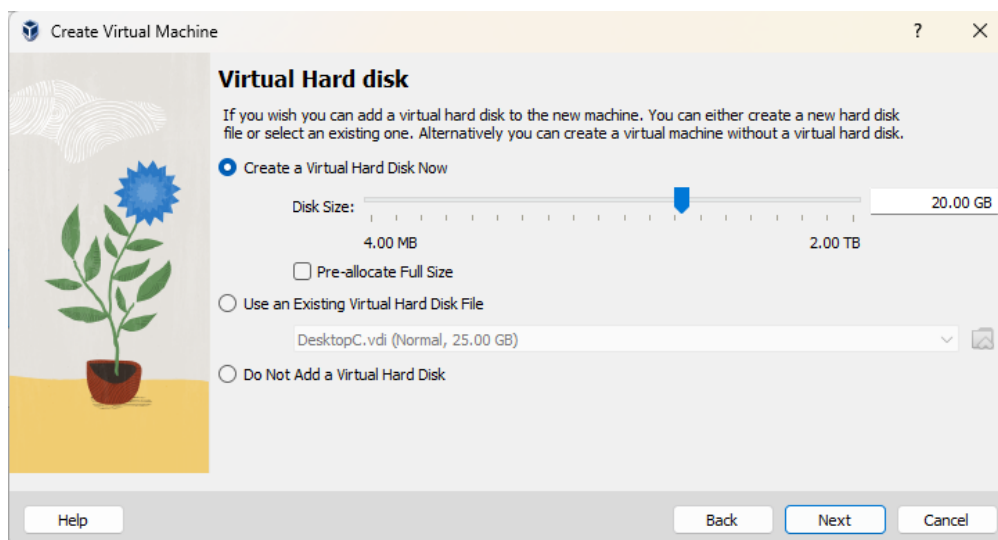 Create Virtual Machine
?
Virtual Hard disk
If you wish you can add a virtual hard disk to the new machine. You can either create a new hard disk
file or select an existing one. Alternatively you can create a virtual machine without a virtual hard disk.
Create a Virtual Hard Disk Now
Disk Size:
20.00 GB
4.00 MB
2.00 TB
Pre-allocate Full Size
Use an Existing Virtual Hard Disk File
DesktopC.vdi (Normal, 25.00 GB)
Do Not Add a Virtual Hard Disk
Help
Back
Next
Cancel